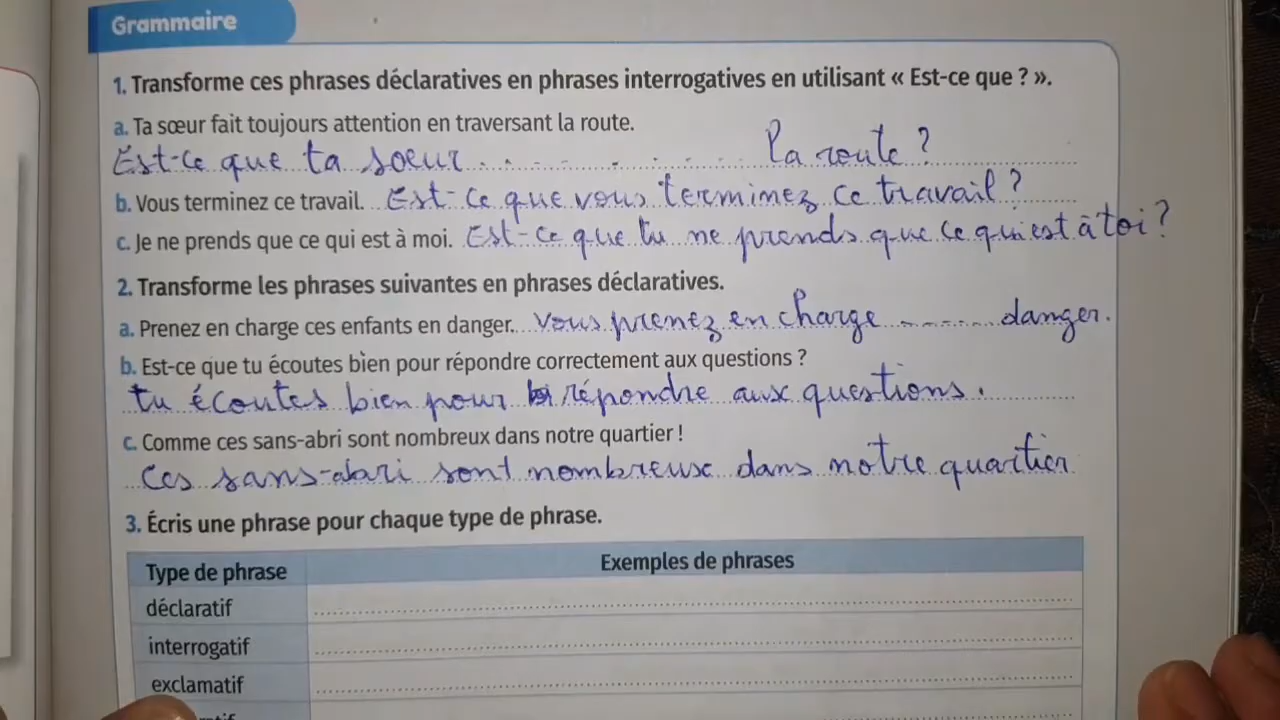 Grammaire
1. Transforme ces phrases déclaratives en phrases interrogatives en utilisant « Est-ce que ? ».
a. Ta sœur fait toujours attention en traversant la route.
Est-ce que ta soeur . . . . . . . la route ?
b. Vous terminez ce travail. Est-ce que vous terminez ce travail ?
c. Je ne prends que ce qui est à moi. Est-ce que tu ne prends que ce qui est à toi ?
2. Transforme les phrases suivantes en phrases déclaratives.
a. Prenez en charge ces enfants en danger. Vous prenez en charge ....... danger.
b. Est-ce que tu écoutes bien pour répondre correctement aux questions ?
tu écoutes bien pour répondre aux questions.
c. Comme ces sans-abri sont nombreux dans notre quartier !
Ces sans-abri sont nombreux dans notre quartier
3. Écris une phrase pour chaque type de phrase.
Type de phrase Exemples de phrases
déclaratif
interrogatif
exclamatif